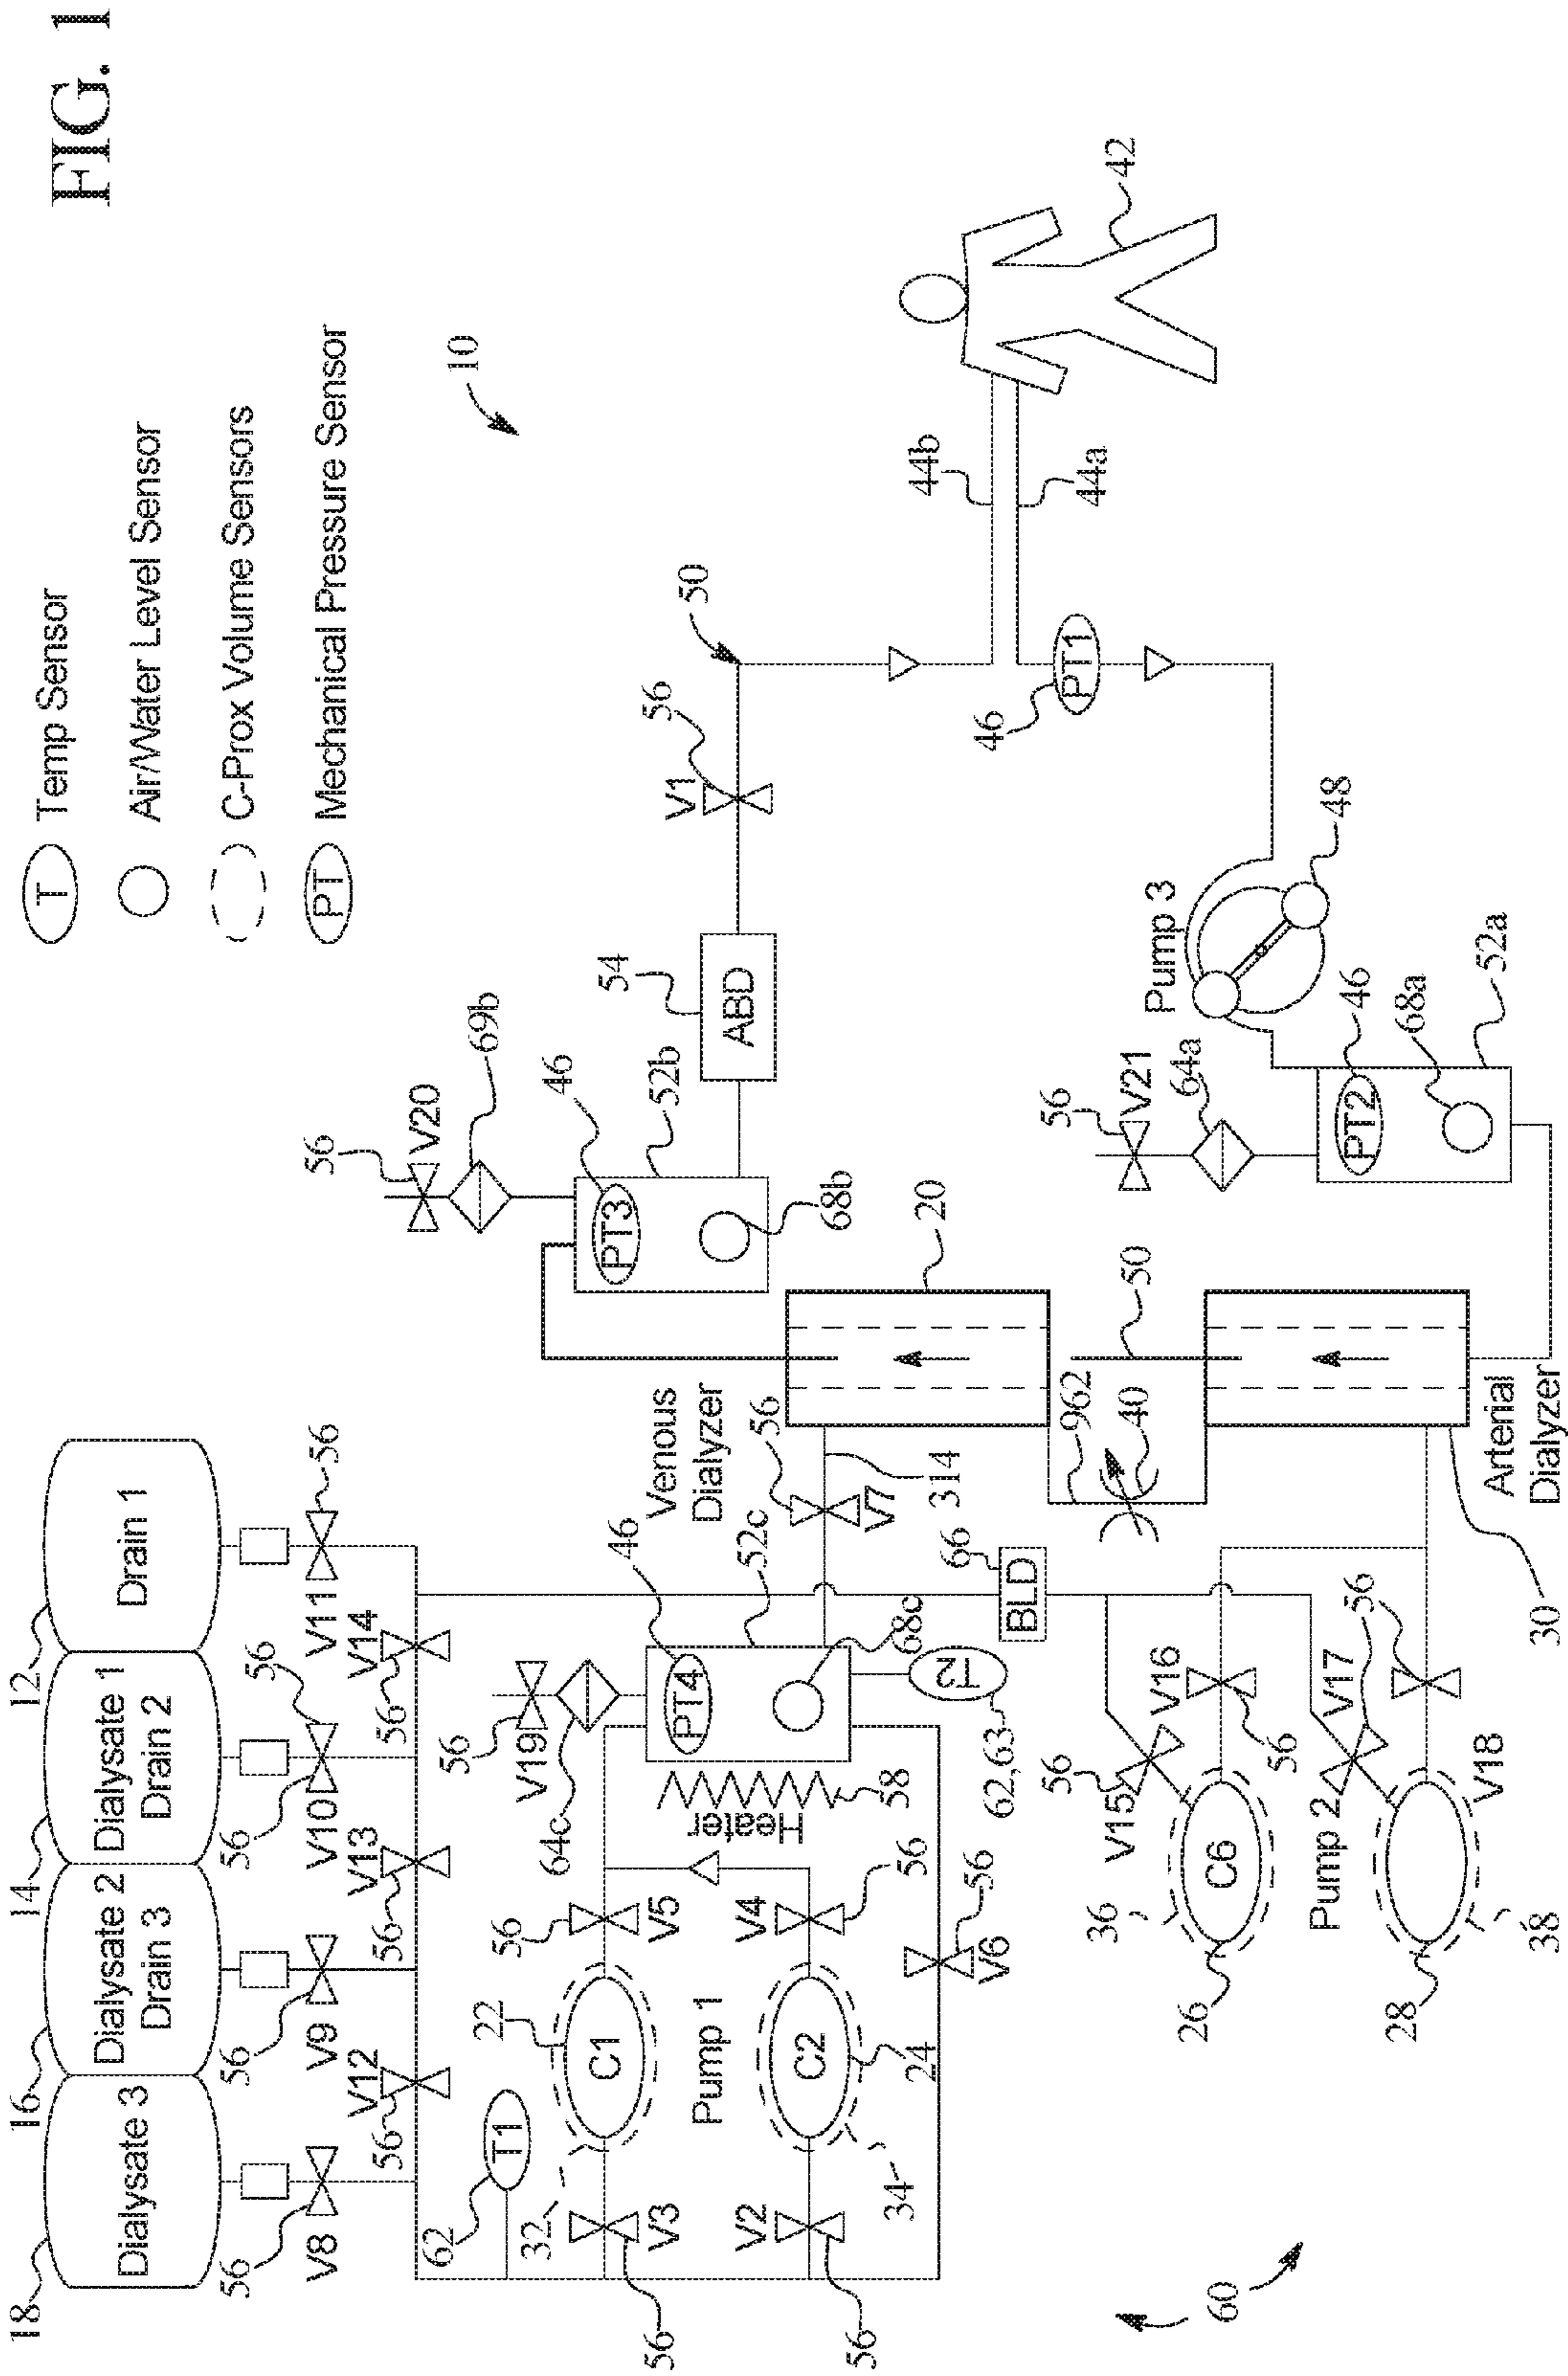 FIG. 1
T Temp Sensor
Air/Water Level Sensor
C-Prox Volume Sensors
PT Mechanical Pressure Sensor
10
18
16
14
12
Dialysate 3
Dialysate 2
Drain 3
Dialysate 1
Drain 2
Drain 1
56
V8
56
V9
56
V10
56
V11
56
56
V12
56
V13
56
V14
62
T1
32
22
C1
V3
56
56
V5
Pump 1
V2
56
34
C2
24
V4
56
V6
56
56
V19
64c
46
PT4
52c
68c
Heater
58
T2
62,63
Venous
Dialyzer
56
V7
314
20
66
BLD
962
40
50
56
V20
69b
46
PT3
52b
68b
54
ABD
V1
56
50
44b
44a
42
46
PT1
Pump 3
48
56
V21
64a
46
PT2
68a
52a
Arterial
Dialyzer
30
36
C6
26
56
V15
V16
56
Pump 2
V17
56
V18
28
38
60